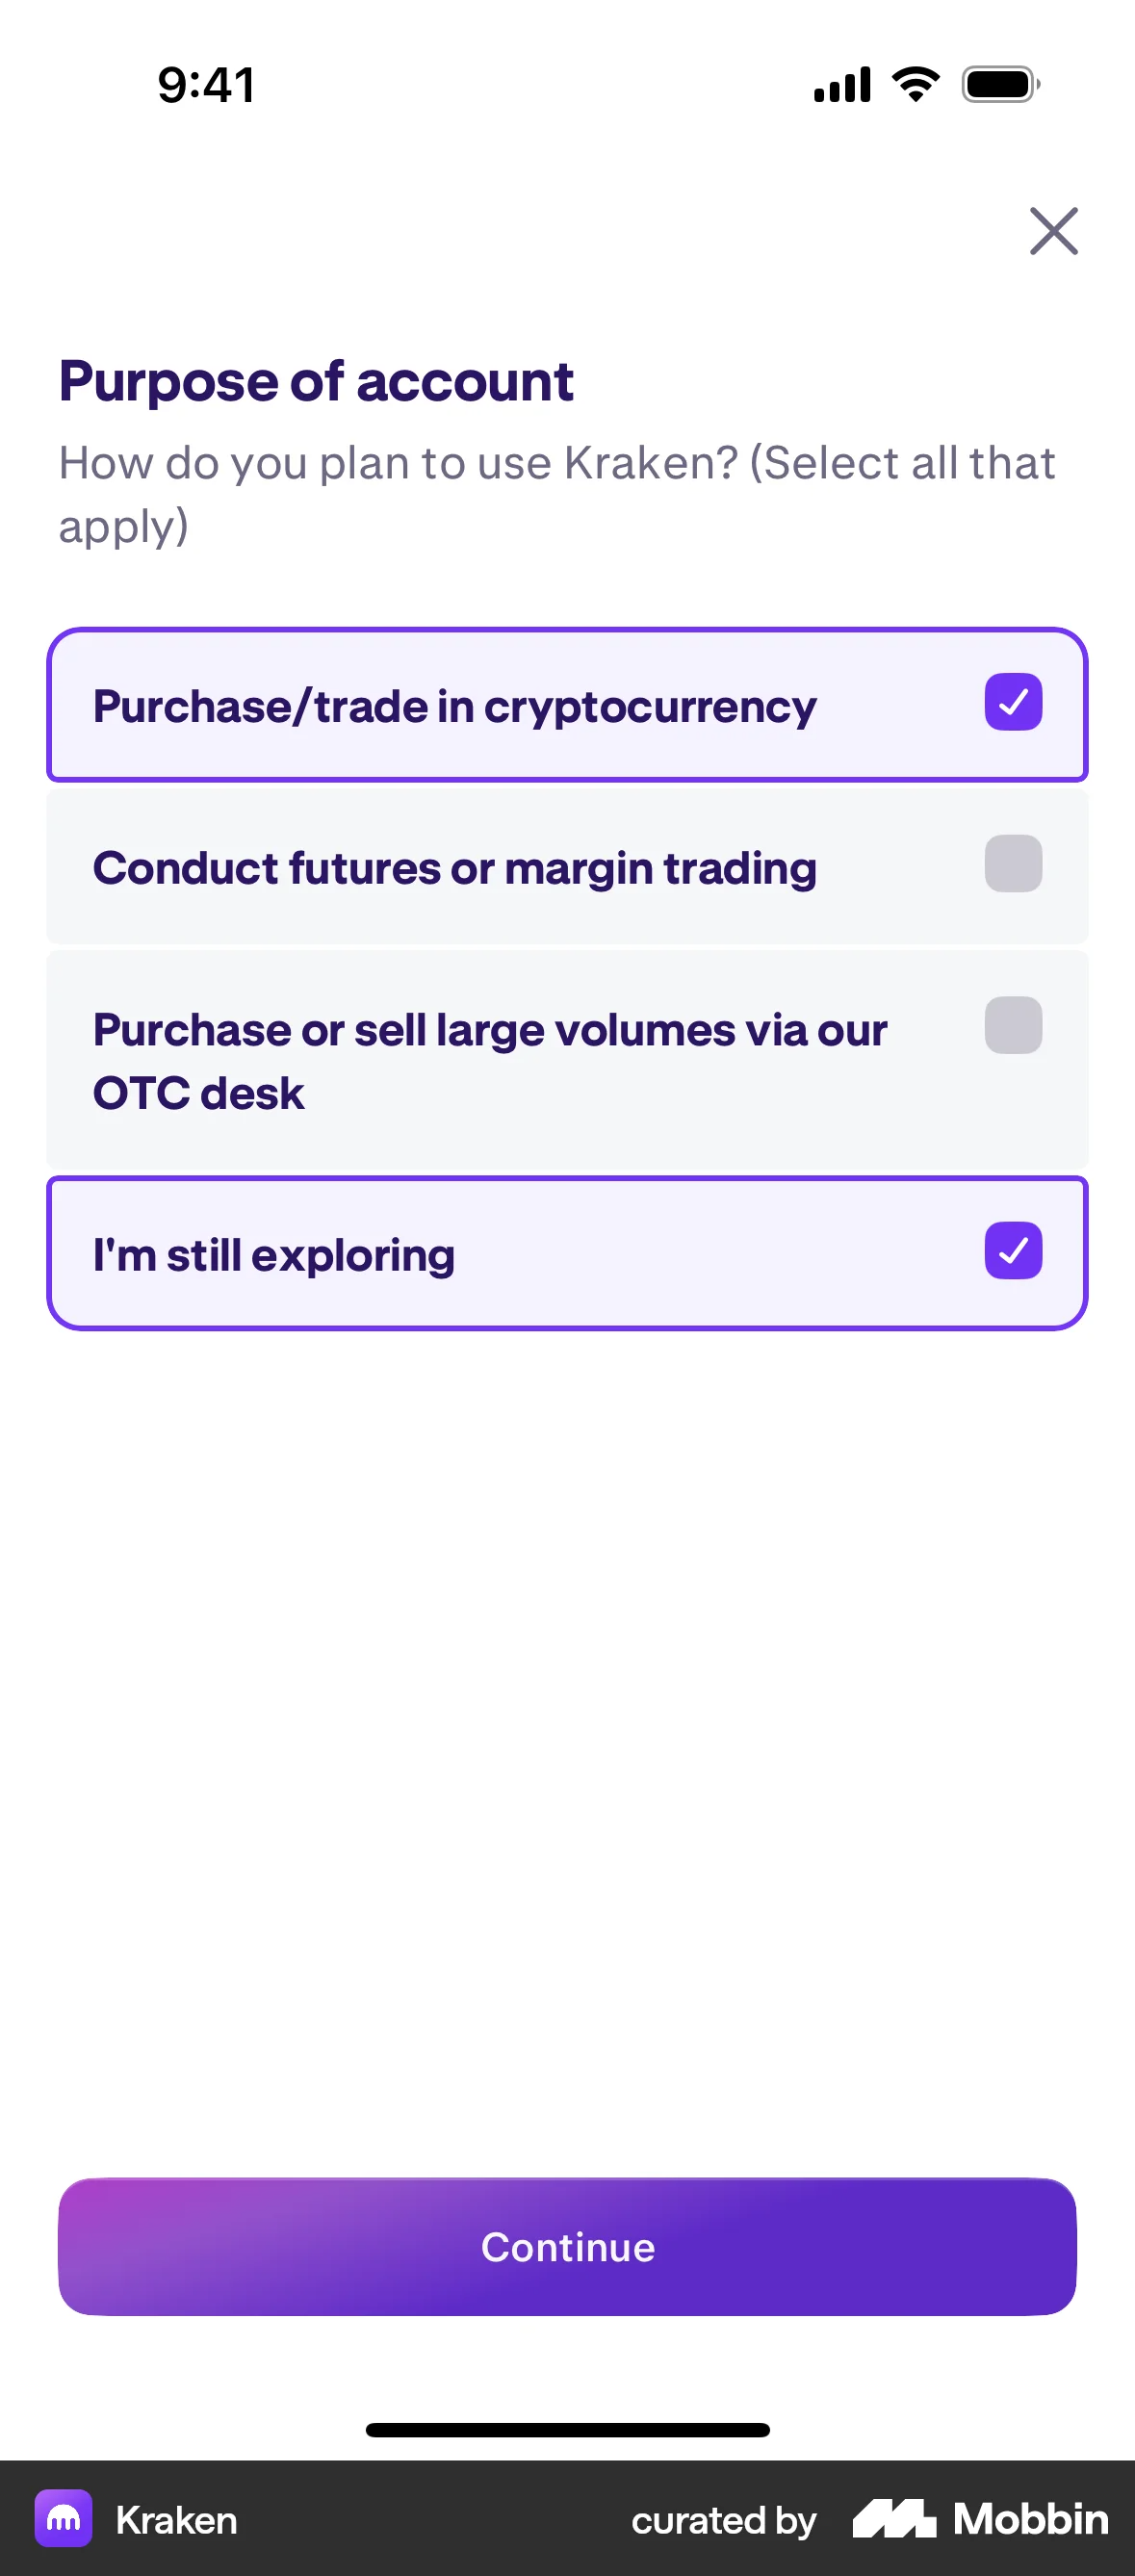 9:41
Purpose of account
How do you plan to use Kraken? (Select all that
apply)
Purchase/trade in cryptocurrency
Conduct futures or margin trading
Purchase or sell large volumes via our
OTC desk
I'm still exploring
Continue
Kraken
curated by Mobbin